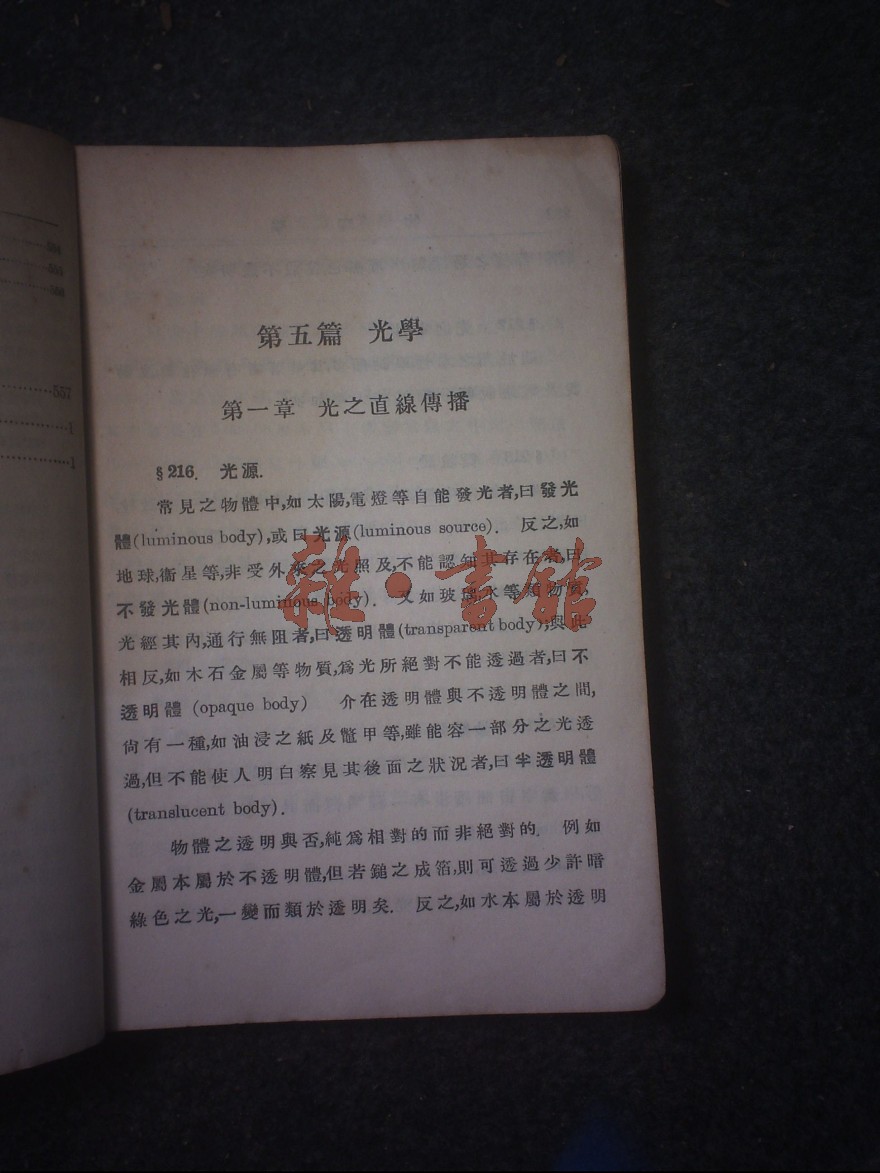 第五篇 光學
第一章 光之直線傳播
§216. 光源.
常見之物體中,如太陽,電燈等自能發光者,曰發光
體(luminous body),或曰光源(luminous source). 反之,如
地球,衞星等,非受外來之光照及,不能認知其存在者,曰
不發光體(non-luminous body). 又如玻璃,水等類物質,
光經其內,通行無阻者,曰透明體(transparent body);與此
相反,如木石金屬等物質,爲光所絕對不能透過者,曰不
透明體 (opaque body) 介在透明體與不透明體之間,
尙有一種,如油浸之紙及鼈甲等,雖能容一部分之光透
過,但不能使人明白察見其後面之狀況者,曰半透明體
(translucent body).
物體之透明與否,純爲相對的而非絕對的. 例如
金屬本屬於不透明體,但若鎚之成箔,則可透過少許暗
綠色之光,一變而類於透明矣. 反之,如水本屬於透明
227
1
1
雜·書館